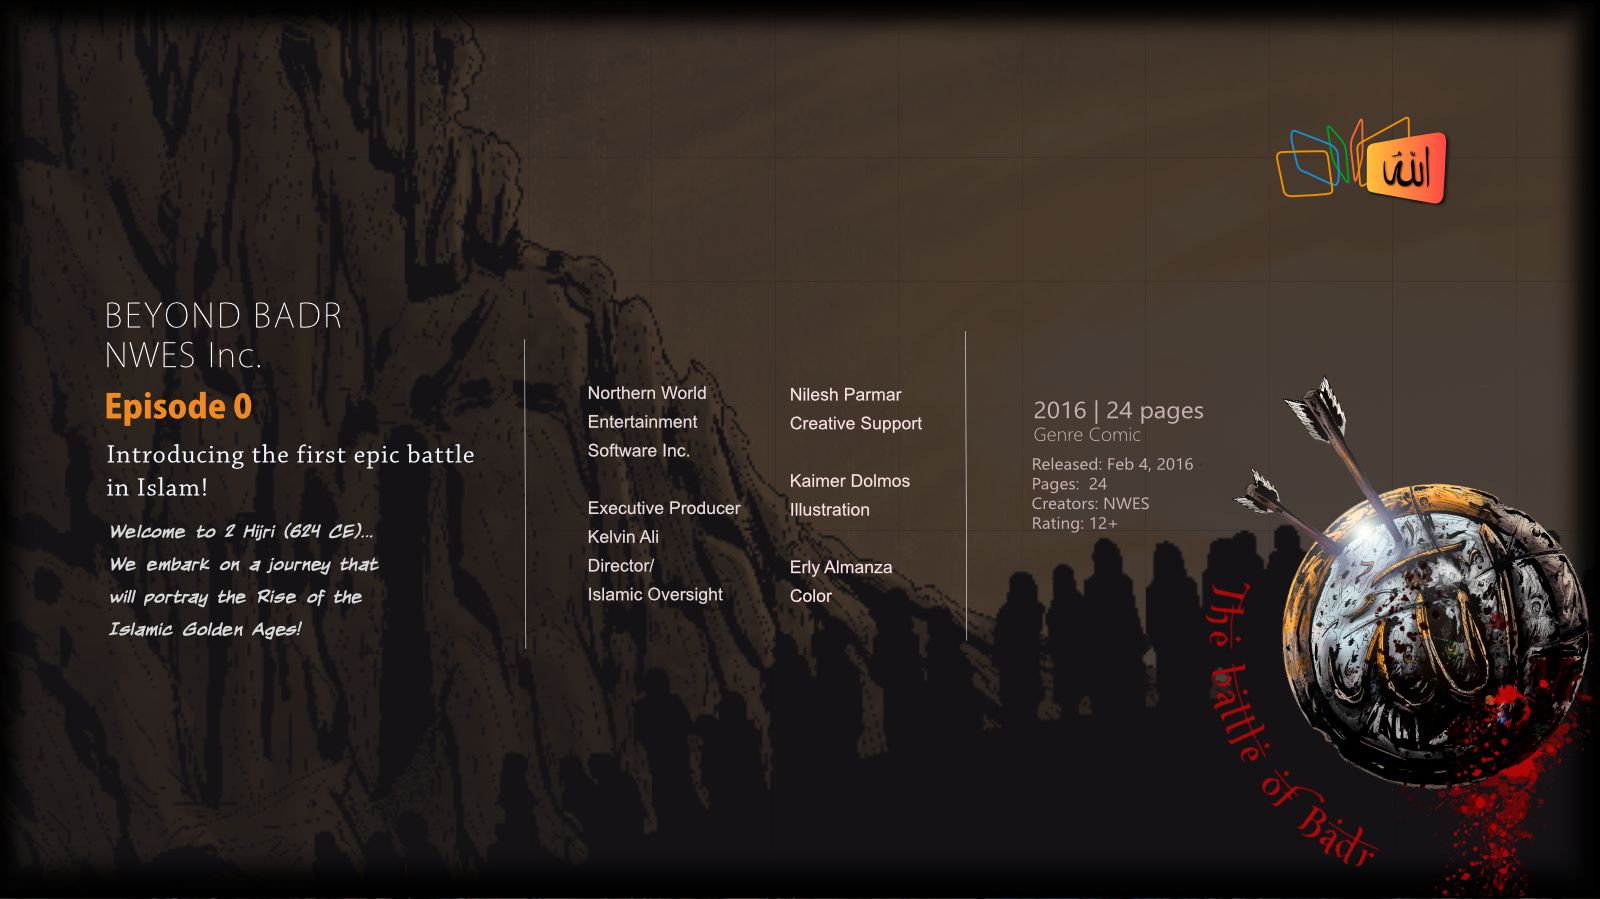 الله
BEYOND BADR
NWES Inc.
Episode 0
Introducing the first epic battle
in Islam!
Welcome to 2 Hijri (624 CE)...
We embark on a journey that
will portray the Rise of the
Islamic Golden Ages!
Northern World
Entertainment
Software Inc.
Executive Producer
Kelvin Ali
Director/
Islamic Oversight
Nilesh Parmar
Creative Support
Kaimer Dolmos
Illustration
Erly Almanza
Color
2016 | 24 pages
Genre Comic
Released: Feb 4, 2016
Pages: 24
Creators: NWES
Rating: 12+
The battle of Badr